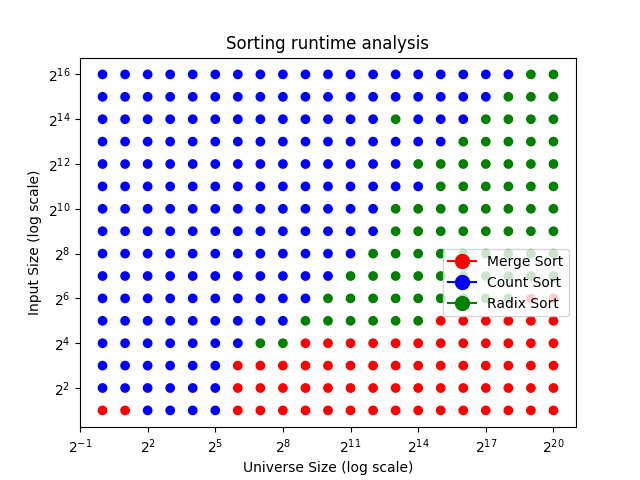 Sorting runtime analysis
Input Size (log scale)
2^16
2^14
2^12
2^10
2^8
2^6
2^4
2^2
Merge Sort
Count Sort
Radix Sort
2^−1 2^2 2^5 2^8 2^11 2^14 2^17 2^20
Universe Size (log scale)